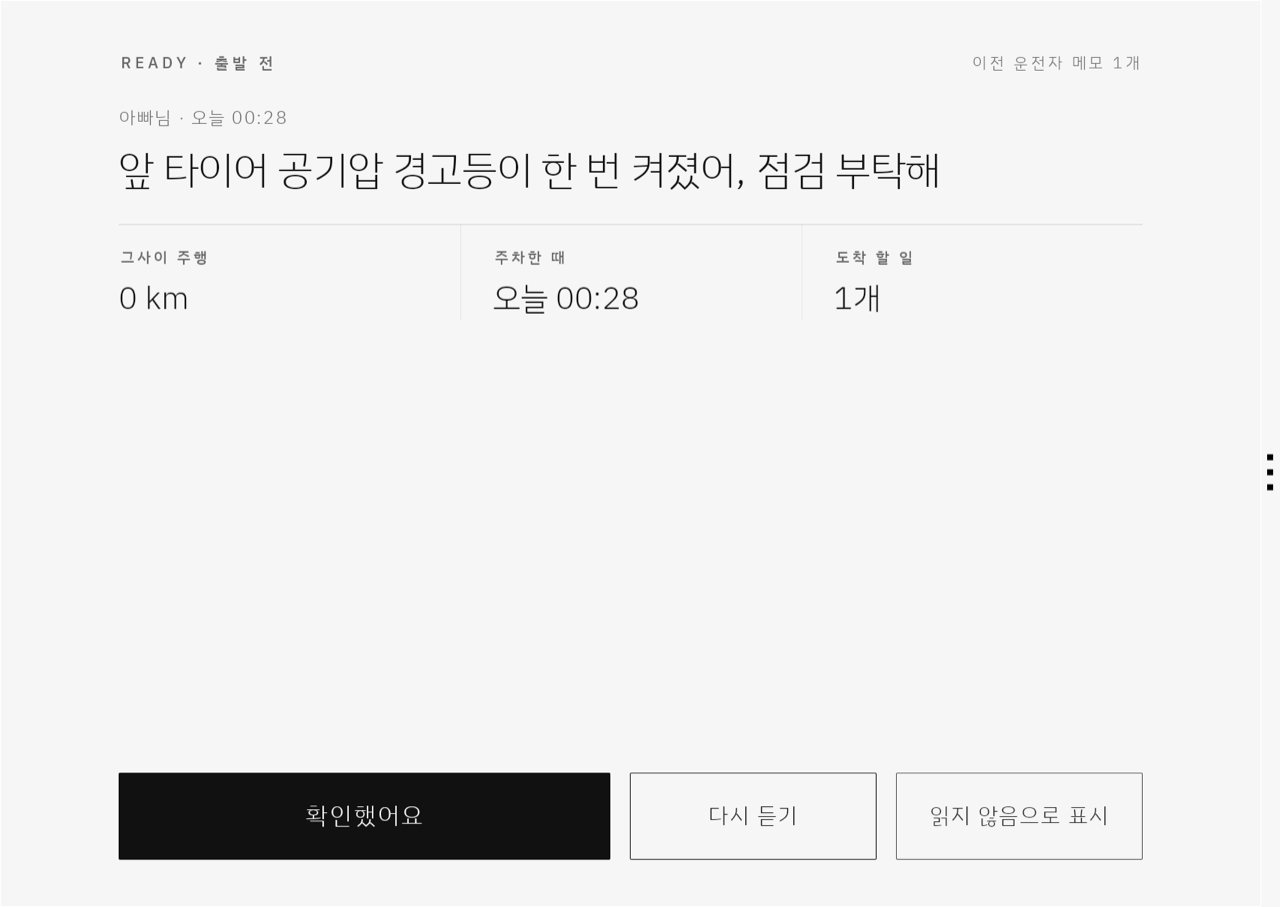 READY · 출발 전
이전 운전자 메모 1개
아빠님 · 오늘 00:28
앞 타이어 공기압 경고등이 한 번 켜졌어, 점검 부탁해
그사이 주행
주차한 때
도착 할 일
0 km
오늘 00:28
1개
확인했어요
다시 듣기
읽지 않음으로 표시